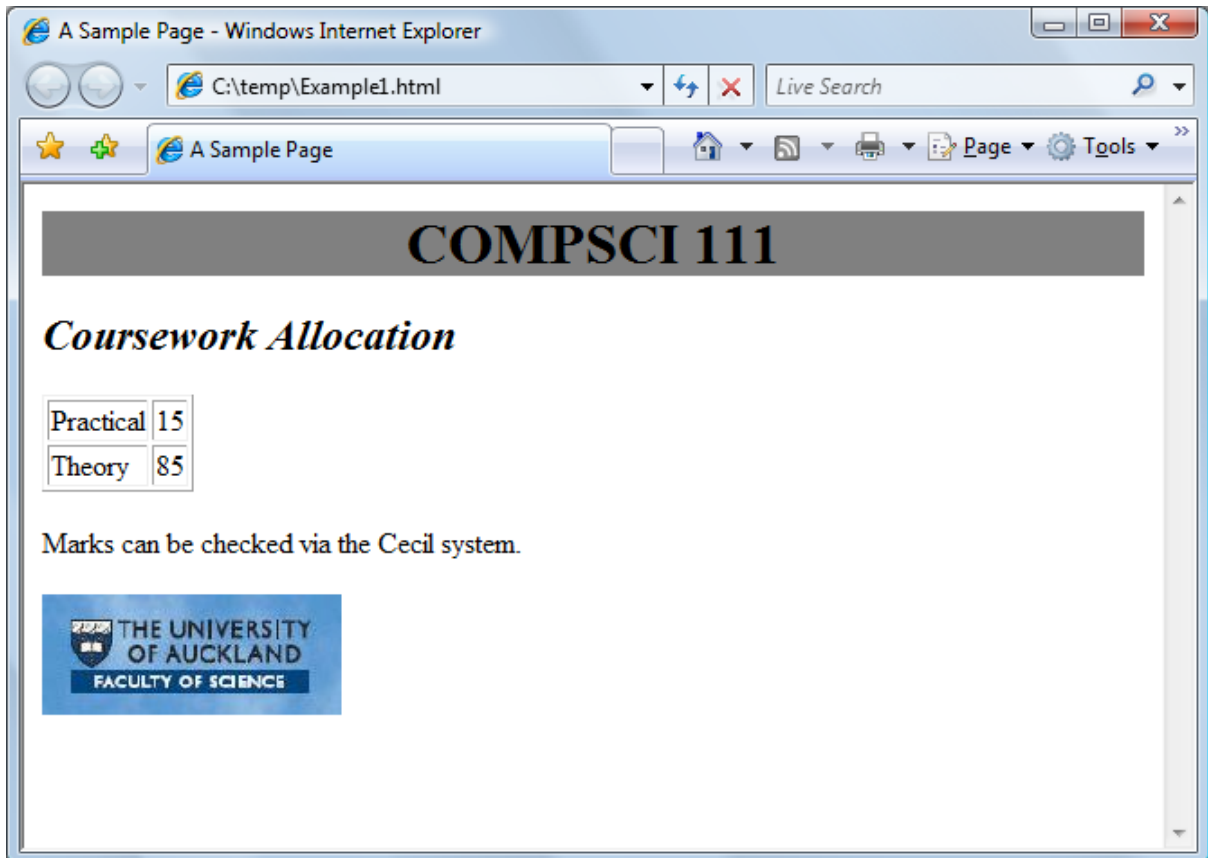 A Sample Page - Windows Internet Explorer
C:\temp\Example1.html Live Search
A Sample Page Page Tools »
COMPSCI 111
Coursework Allocation
Practical 15
Theory 85
Marks can be checked via the Cecil system.
THE UNIVERSITY
OF AUCKLAND
FACULTY OF SCIENCE